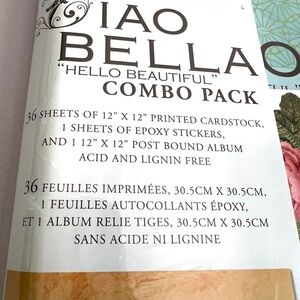 CIAO
BELLA
"HELLO BEAUTIFUL"
COMBO PACK
36 SHEETS OF 12" X 12" PRINTED CARDSTOCK,
1 SHEETS OF EPOXY STICKERS,
AND 1 12" X 12" POST BOUND ALBUM
ACID AND LIGNIN FREE
36 FEUILLES IMPRIMÉES, 30.5CM X 30.5CM,
1 FEUILLES AUTOCOLLANTS ÉPOXY,
ET 1 ALBUM RELIE TIGES, 30.5CM X 30.5CM
SANS ACIDE NI LIGNINE